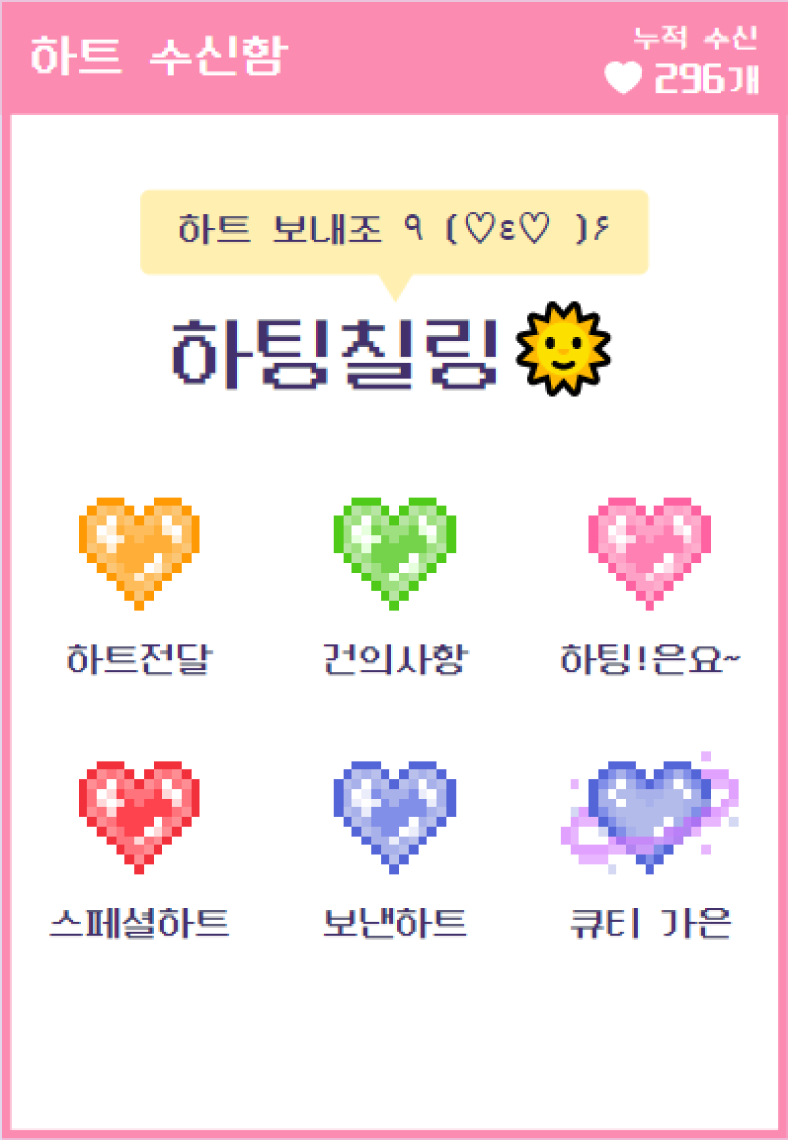 하트 수신함
누적 수신
296개
하트 보내조 ٩ (♡ε♡ )۶
하팅칠링
하트전달
건의사항
하팅!은요~
스페셜하트
보낸하트
큐티 가은